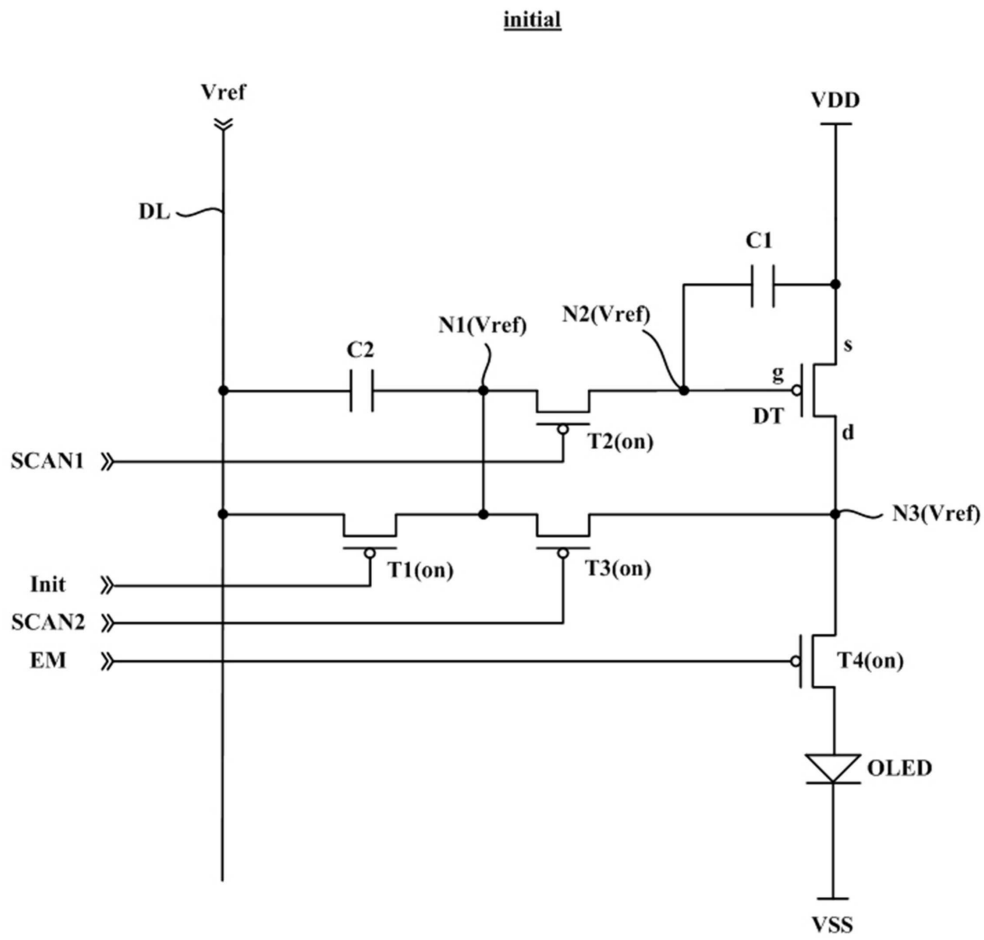 initial
Vref
VDD
DL
C1
N2(Vref)
N1(Vref)
C2
s
g
DT
d
T2(on)
SCAN1
N3(Vref)
T1(on)
T3(on)
Init
SCAN2
EM
T4(on)
OLED
VSS